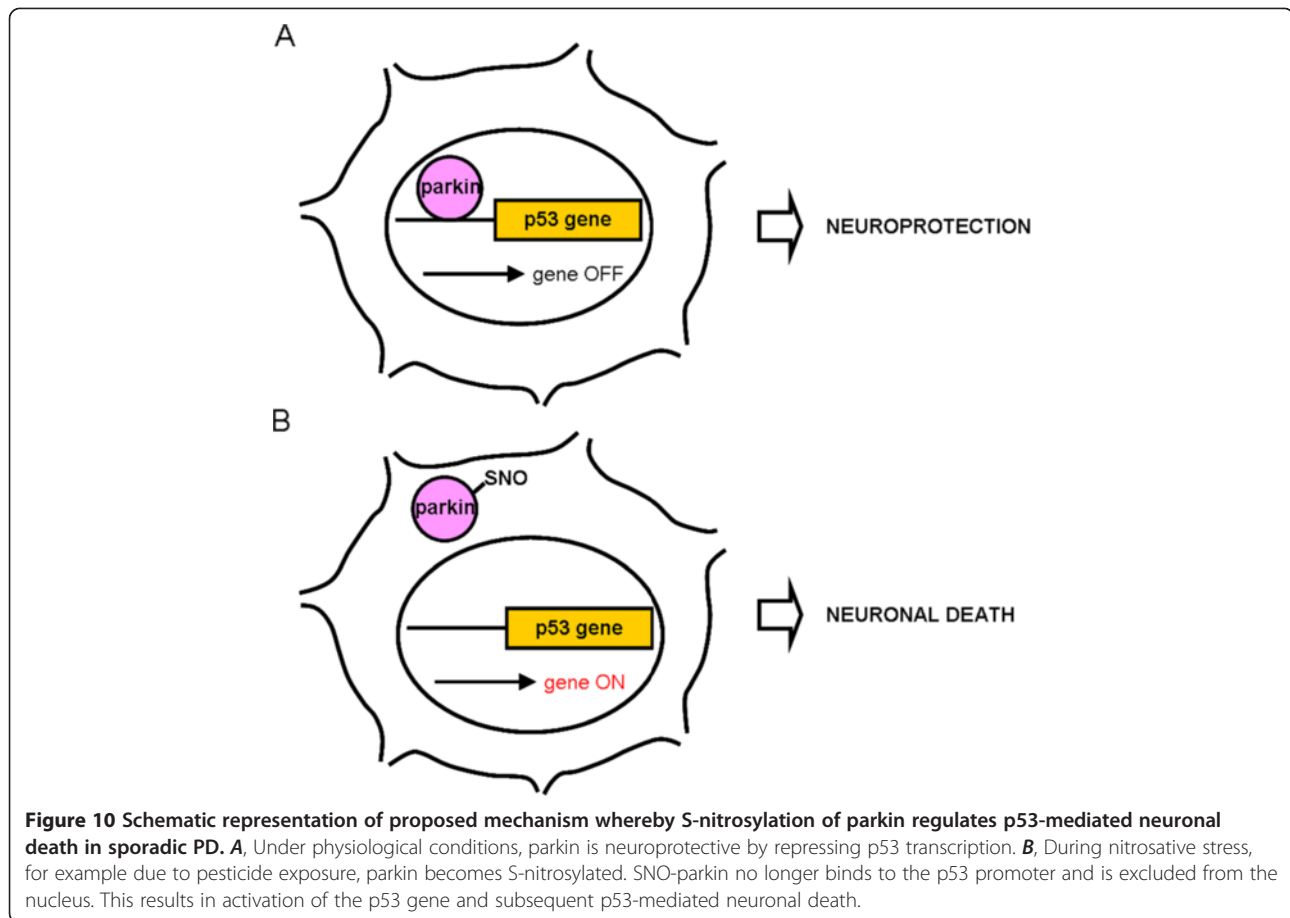 A
parkin
p53 gene
gene OFF
NEUROPROTECTION
B
SNO
parkin
p53 gene
gene ON
NEURONAL DEATH
Figure 10 Schematic representation of proposed mechanism whereby S-nitrosylation of parkin regulates p53-mediated neuronal
death in sporadic PD. A, Under physiological conditions, parkin is neuroprotective by repressing p53 transcription. B, During nitrosative stress,
for example due to pesticide exposure, parkin becomes S-nitrosylated. SNO-parkin no longer binds to the p53 promoter and is excluded from the
nucleus. This results in activation of the p53 gene and subsequent p53-mediated neuronal death.